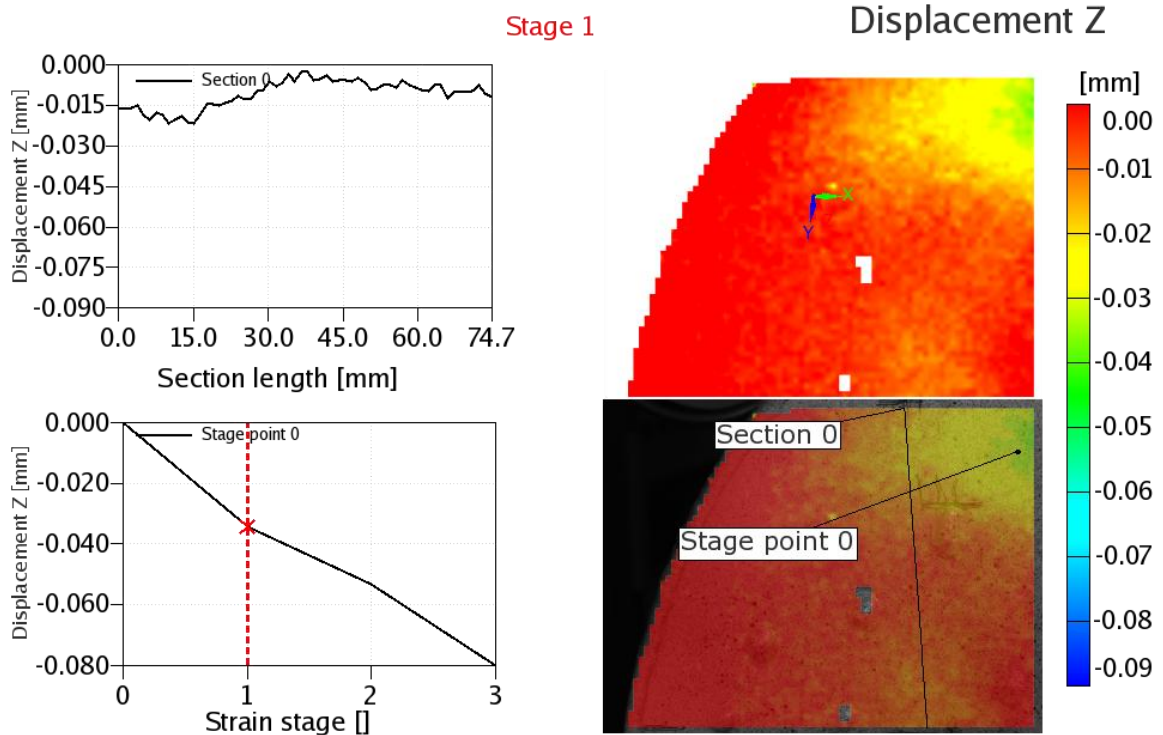 Stage 1
Displacement Z
Displacement Z [mm]
0.000
-0.015
-0.030
-0.045
-0.060
-0.075
-0.090
Section 0
0.0 15.0 30.0 45.0 60.0 74.7
Section length [mm]
Displacement Z [mm]
0.000
-0.020
-0.040
-0.060
-0.080
Stage point 0
0 1 2 3
Strain stage []
X
Y
Section 0
Stage point 0
[mm]
0.00
-0.01
-0.02
-0.03
-0.04
-0.05
-0.06
-0.07
-0.08
-0.09